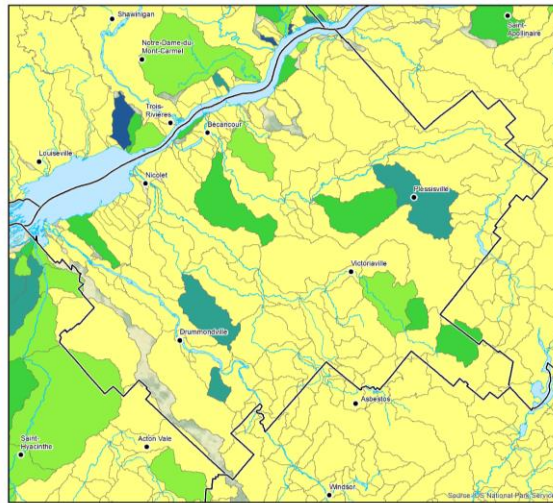 Shawinigan
Saint-
Apollinaire
Notre-Dame-du
Mont-Carmel
Trois-
Rivières
Bécancour
Louiseville
Nicolet
Plessisville
Victoriaville
Drummondville
Asbestos
Acton Vale
Saint
Hyacinthe
Windsor
Source: US National Park Service